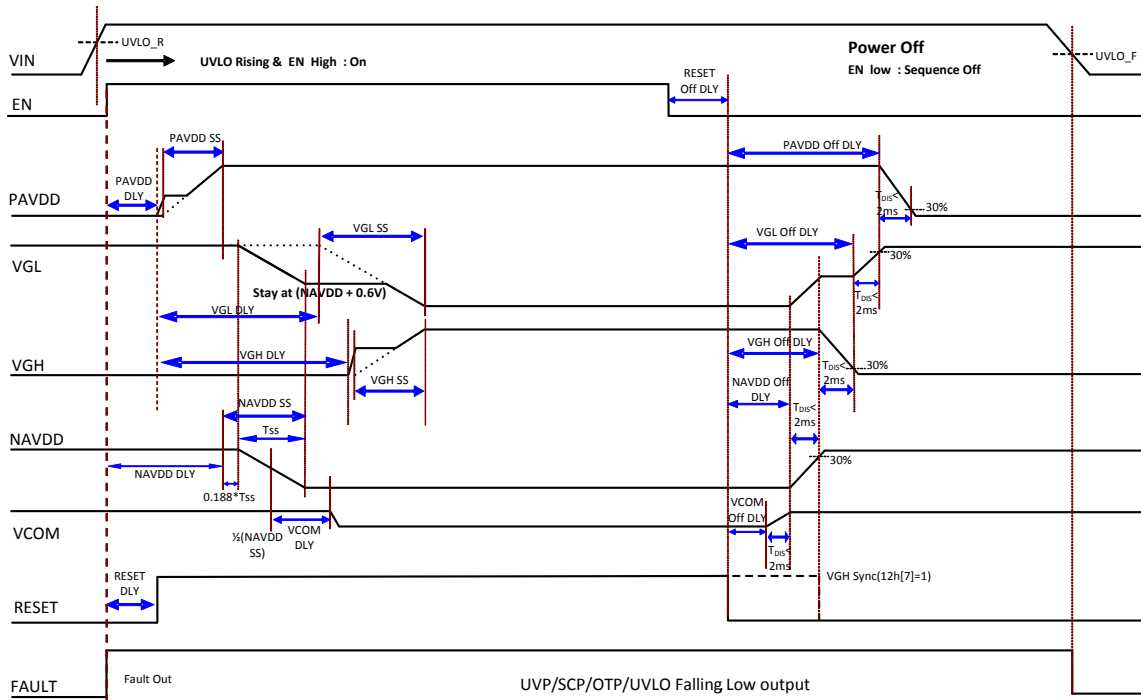 UVLO_R
VIN
UVLO Rising & EN High : On
Power Off
EN low : Sequence Off
UVLO_F
RESET
Off DLY
EN
PAVDD SS
PAVDD Off DLY
PAVDD
DLY
PAVDD
TDIS<
2ms
30%
VGL SS
VGL Off DLY
VGL
30%
Stay at (NAVDD + 0.6V)
TDIS<
2ms
VGL DLY
VGH DLY
VGH Off DLY
VGH
VGH SS
TDIS<
2ms
30%
NAVDD SS
NAVDD Off
DLY
Tss
TDIS<
2ms
NAVDD
NAVDD DLY
30%
0.188*Tss
VCOM
½(NAVDD
SS)
VCOM
DLY
VCOM
Off DLY
TDIS<
2ms
RESET
DLY
VGH Sync(12h[7]=1)
RESET
Fault Out
UVP/SCP/OTP/UVLO Falling Low output
FAULT